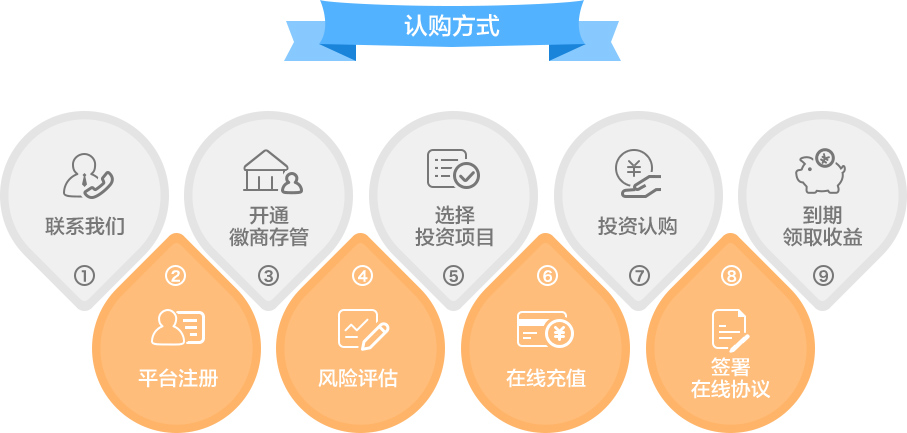 认购方式
联系我们
①
②
平台注册
开通
徽商存管
③
④
风险评估
选择
投资项目
⑤
⑥
在线充值
投资认购
⑦
⑧
签署
在线协议
到期
领取收益
⑨